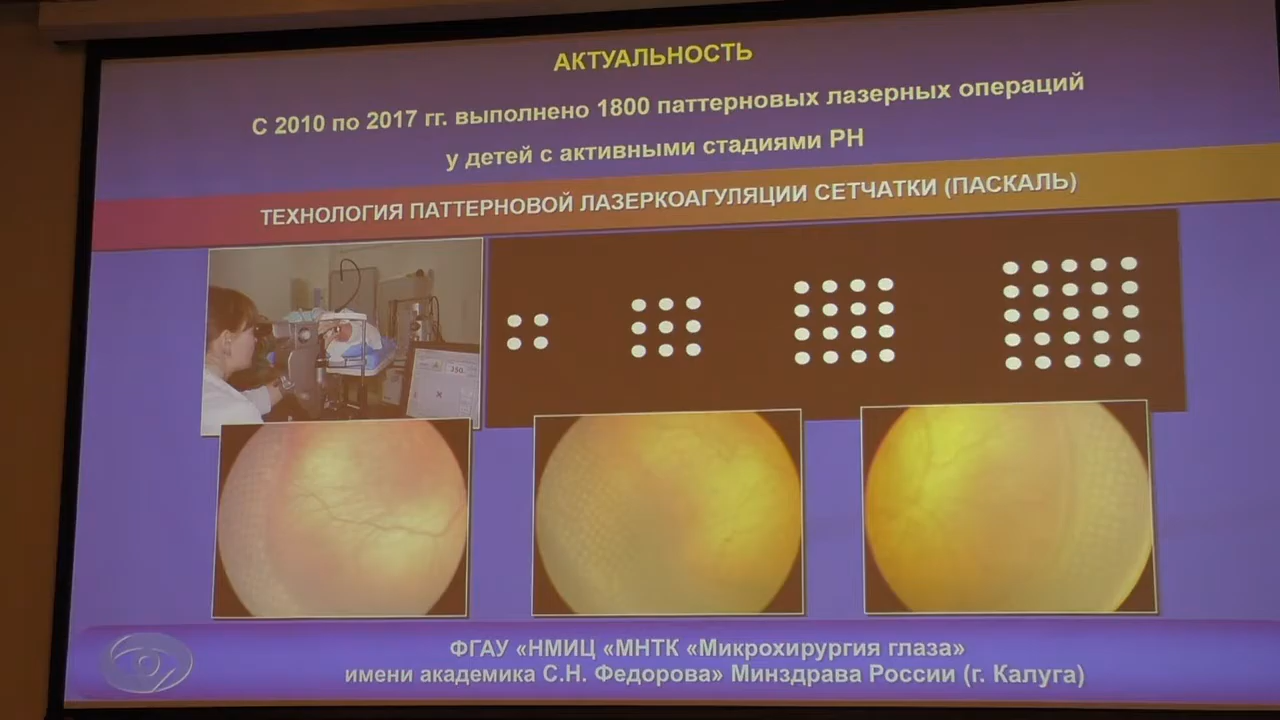 АКТУАЛЬНОСТЬ
С 2010 по 2017 гг. выполнено 1800 паттерновых лазерных операций
у детей с активными стадиями РН
ТЕХНОЛОГИЯ ПАТТЕРНОВОЙ ЛАЗЕРКОАГУЛЯЦИИ СЕТЧАТКИ (ПАСКАЛЬ)
350
ФГАУ «НМИЦ «МНТК «Микрохирургия глаза»
имени академика С.Н. Федорова» Минздрава России (г. Калуга)